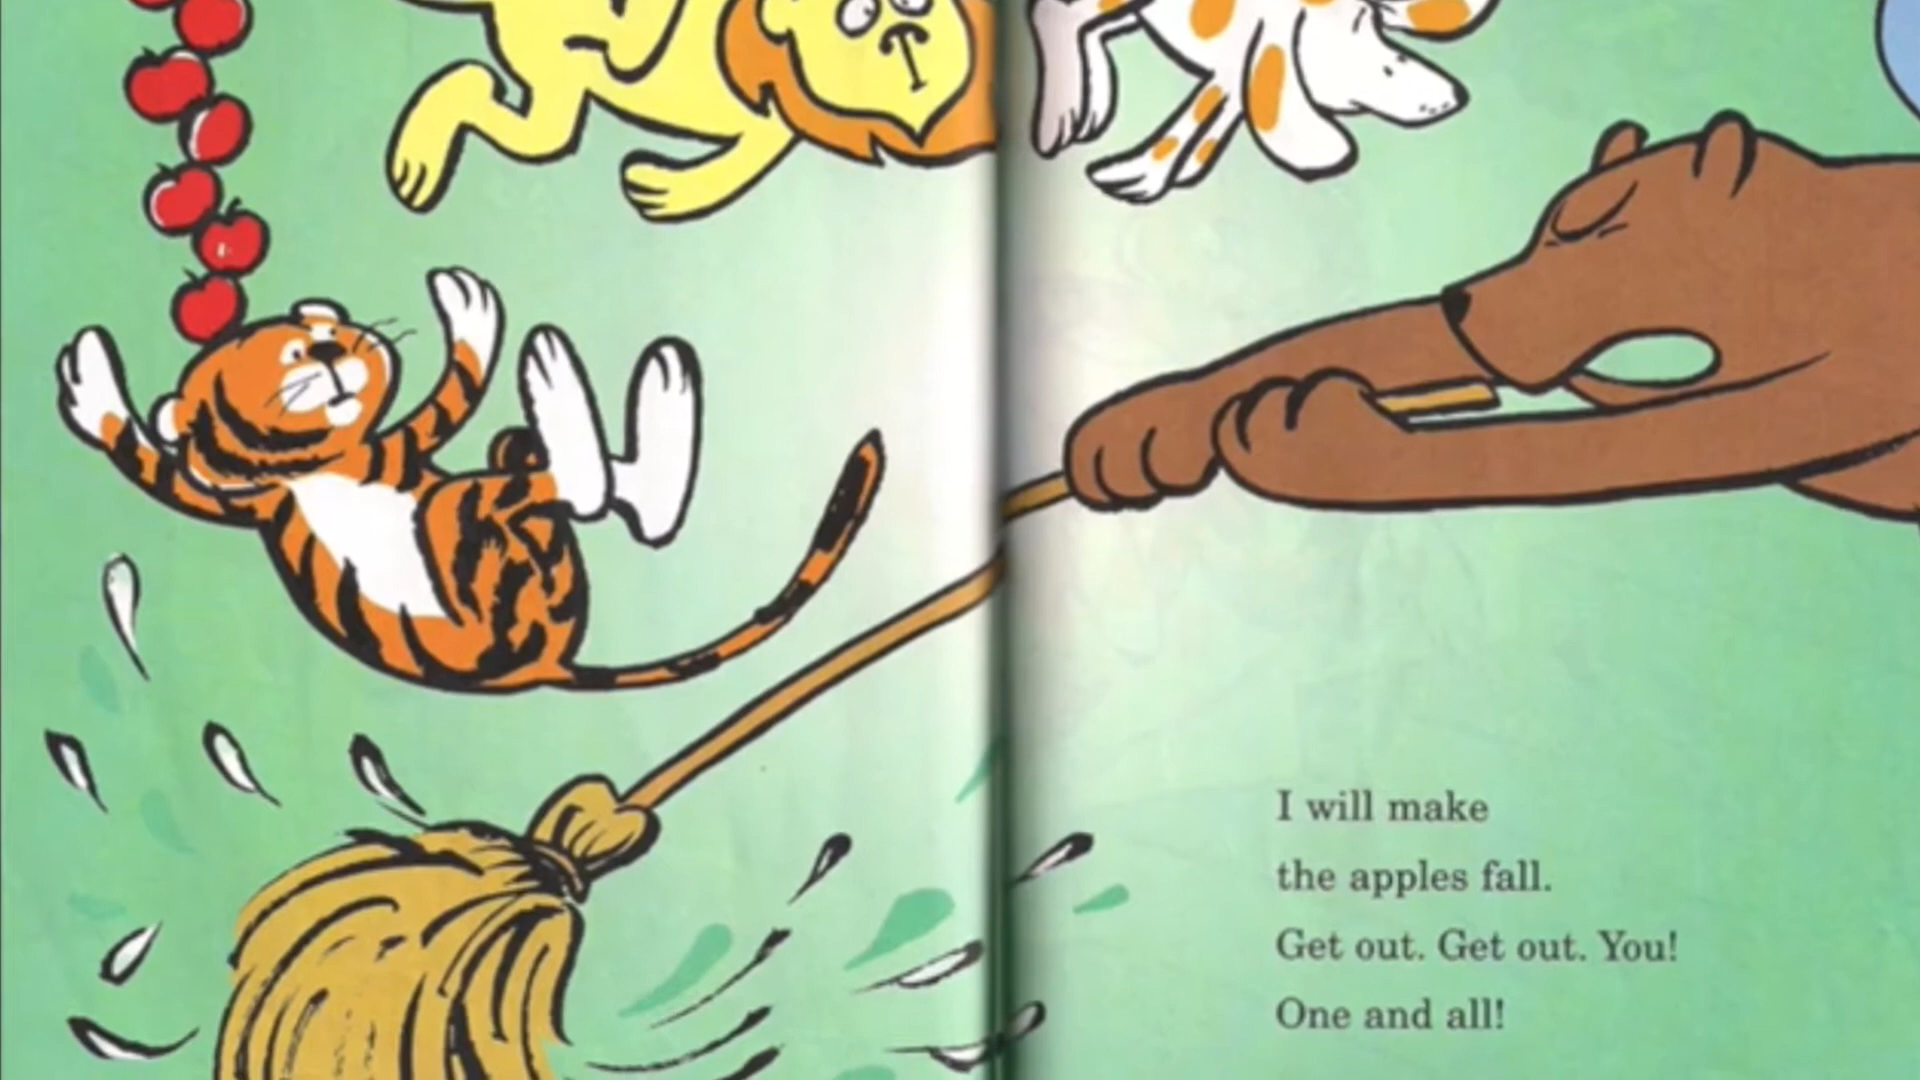 I will make
the apples fall.
Get out. Get out. You!
One and all!